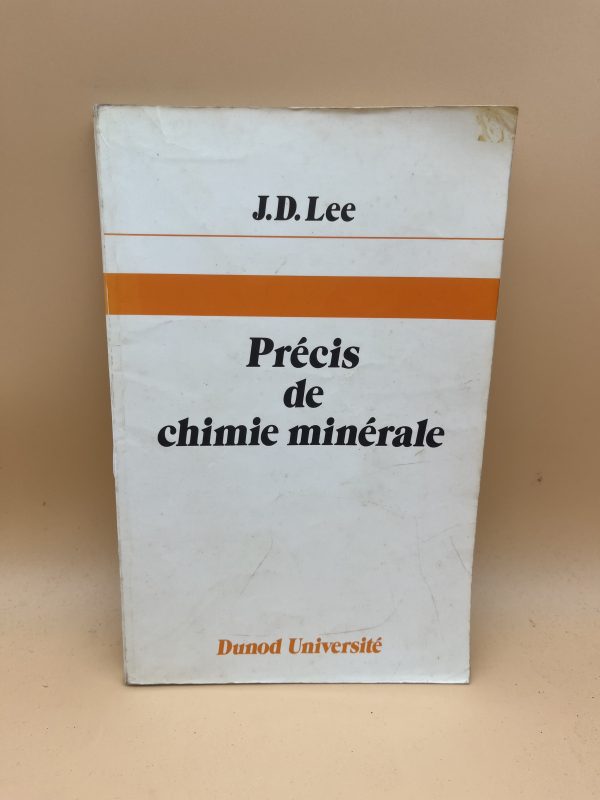 J.D. Lee
Précis
de
chimie minérale
Dunod Université